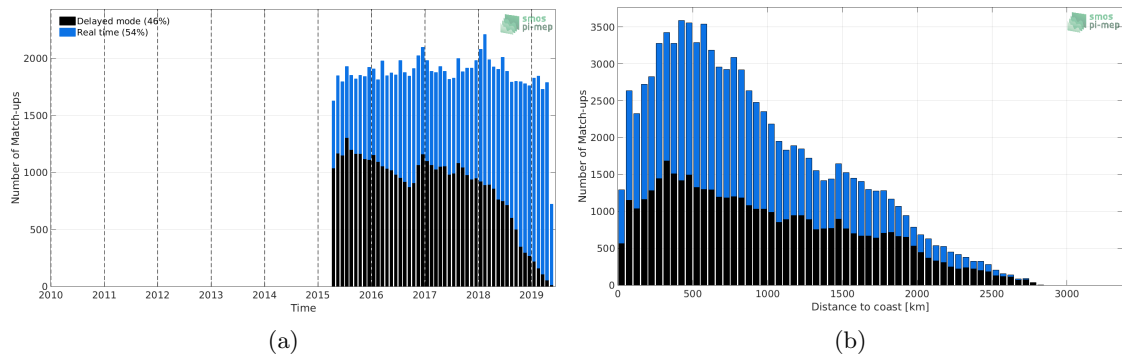 Delayed mode (46%)
Real time (54%)
smos
pi-mep
Number of Match-ups
2000
1500
1000
500
0
2010 2011 2012 2013 2014 2015 2016 2017 2018 2019
Time
(a)
smos
pi-mep
Number of Match-ups
3500
3000
2500
2000
1500
1000
500
0
0 500 1000 1500 2000 2500 3000
Distance to coast [km]
(b)